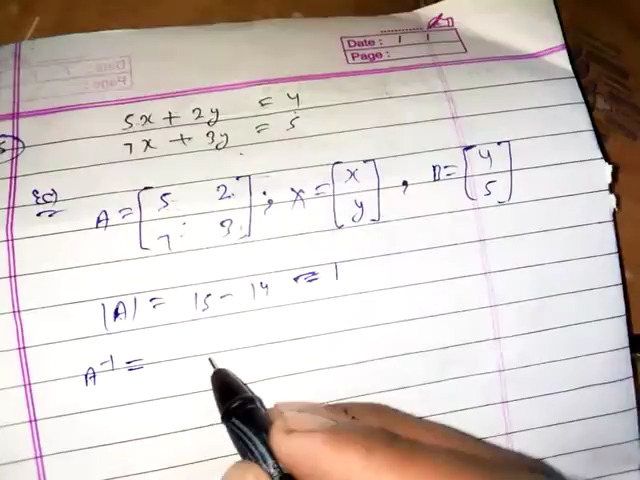 Date : / /
Page :
5x + 2y = 4
7x + 3y = 5
A = [5 2; 7 3] ; X = [x; y] , B = [4; 5]
|A| = 15 - 14 = 1
A⁻¹ =